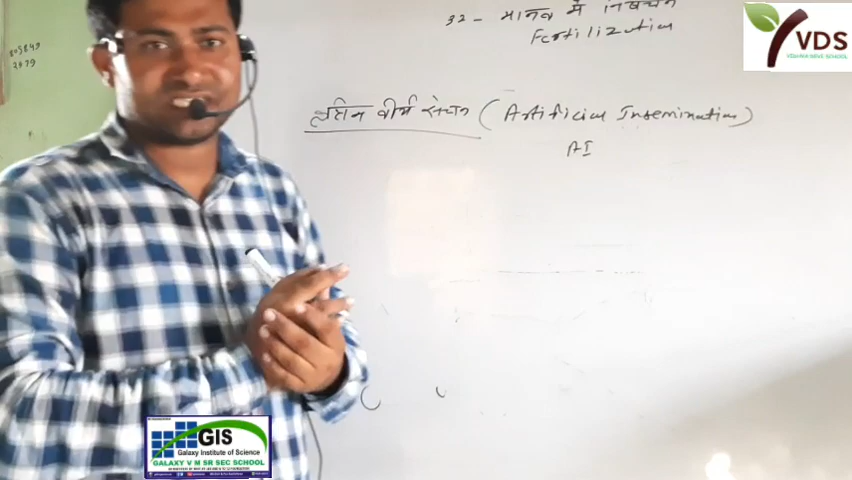 32- मानव में निषेचन
Fertilization
कृत्रिम वीर्य सेचन (Artificial Insemination)
AI
VDS
GIS
Galaxy Institute of Science
GALAXY V M SR SEC SCHOOL